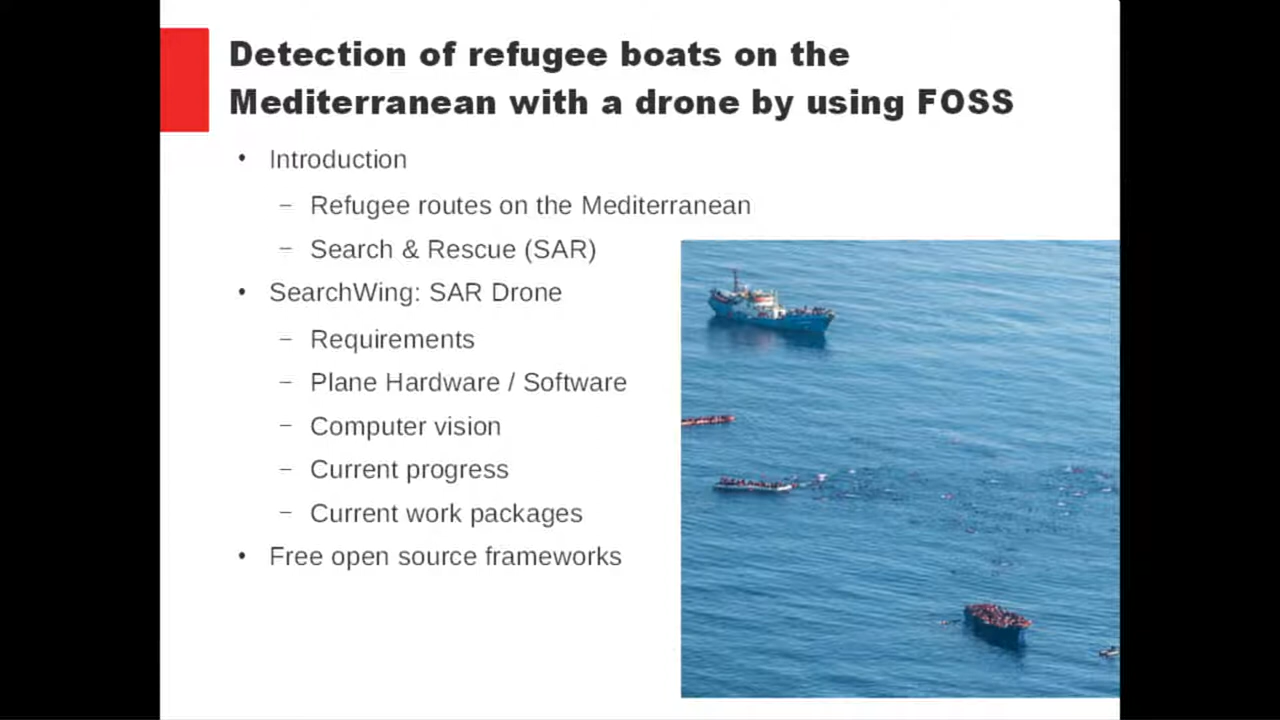 Detection of refugee boats on the
Mediterranean with a drone by using FOSS
• Introduction
– Refugee routes on the Mediterranean
– Search & Rescue (SAR)
• SearchWing: SAR Drone
– Requirements
– Plane Hardware / Software
– Computer vision
– Current progress
– Current work packages
• Free open source frameworks